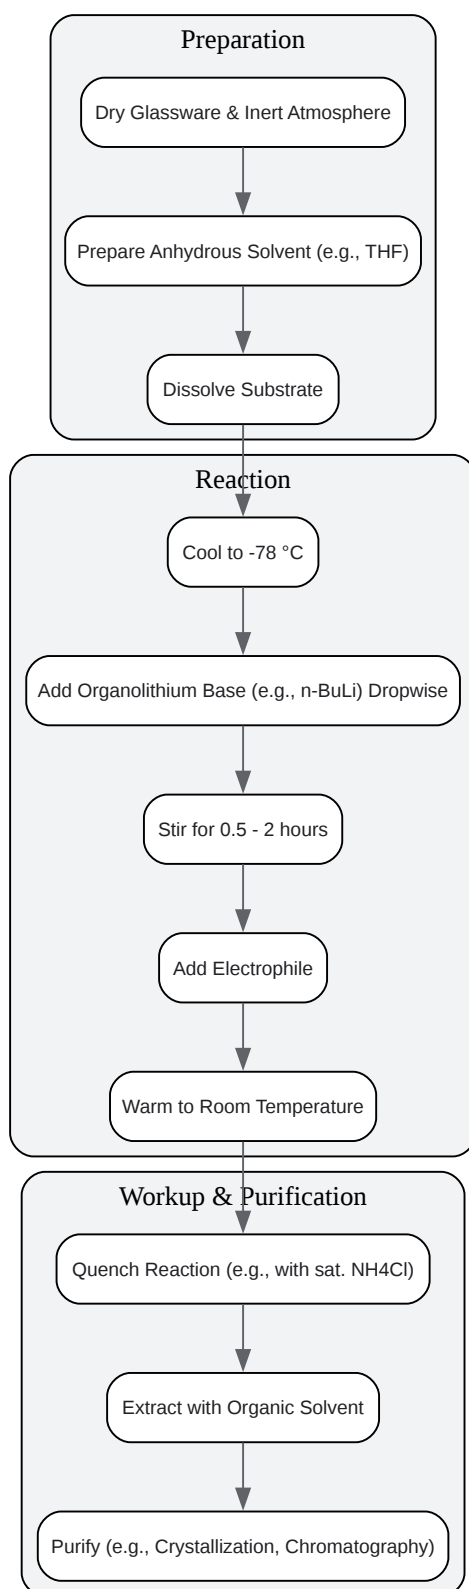 Preparation
Dry Glassware & Inert Atmosphere
Prepare Anhydrous Solvent (e.g., THF)
Dissolve Substrate
Reaction
Cool to -78 °C
Add Organolithium Base (e.g., n-BuLi) Dropwise
Stir for 0.5 - 2 hours
Add Electrophile
Warm to Room Temperature
Workup & Purification
Quench Reaction (e.g., with sat. NH4Cl)
Extract with Organic Solvent
Purify (e.g., Crystallization, Chromatography)